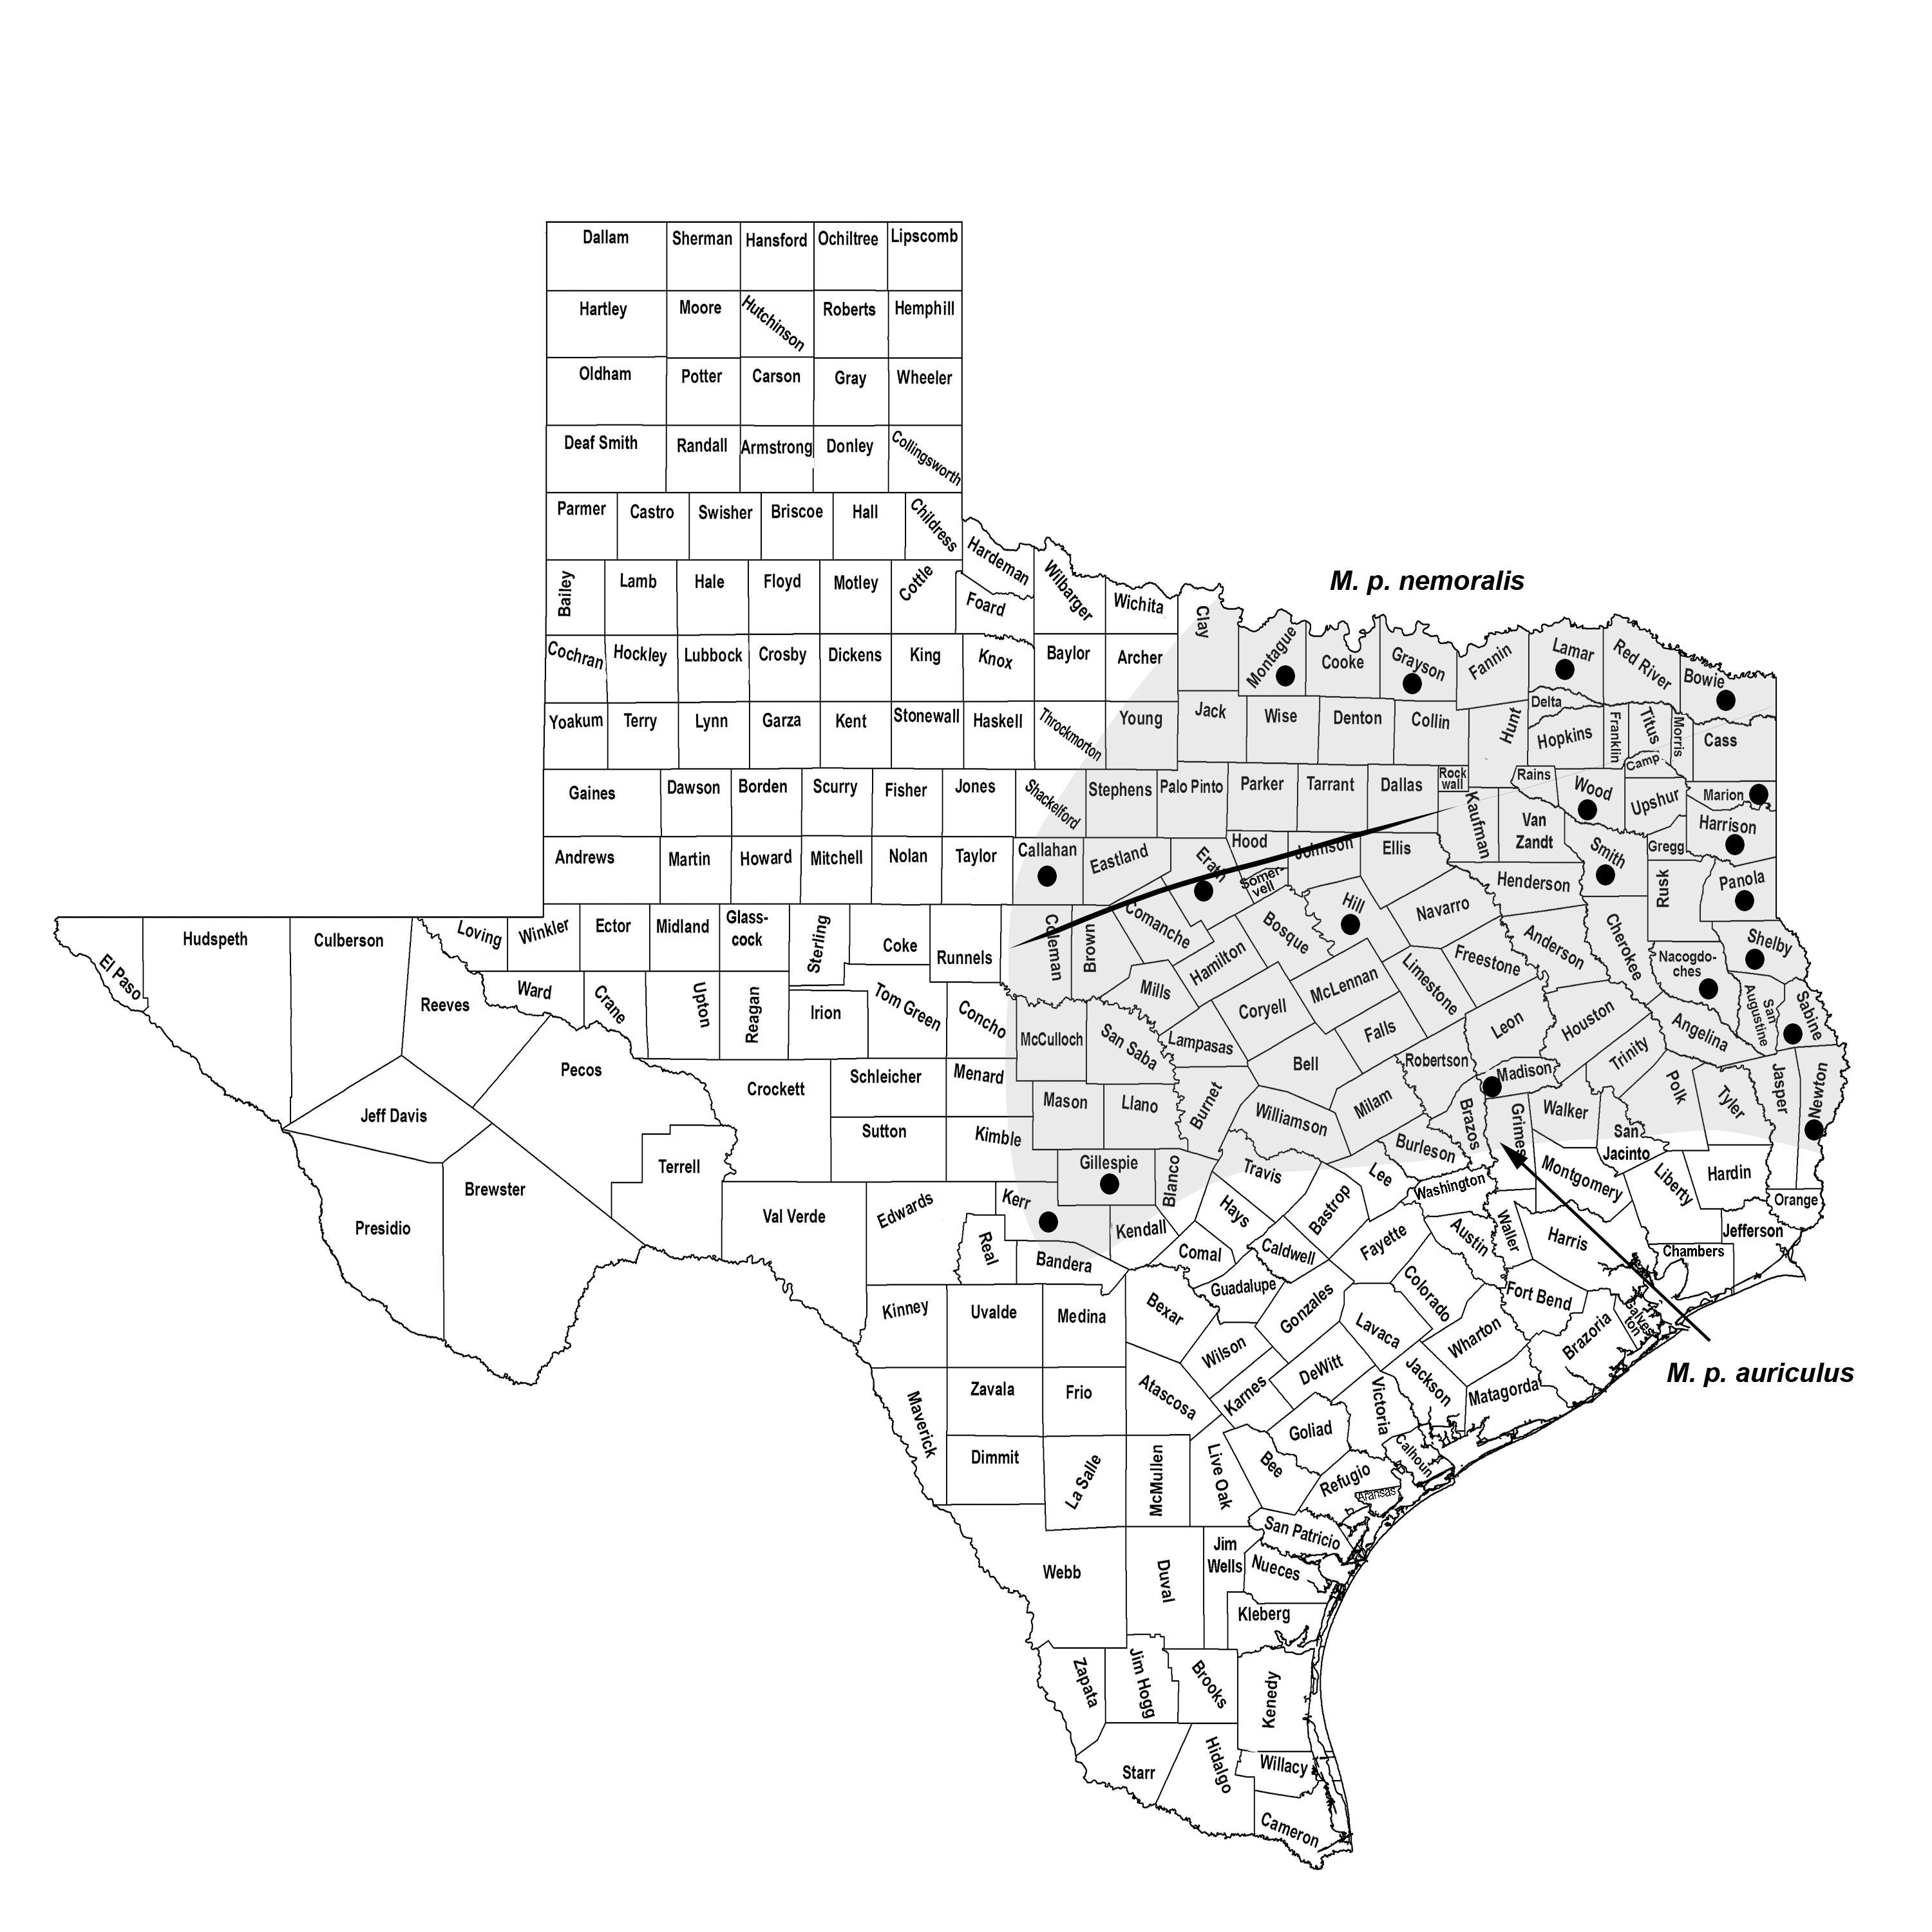 Dallam Sherman Hansford Ochiltree Lipscomb
Hartley Moore Hutchinson Roberts Hemphill
Oldham Potter Carson Gray Wheeler
Deaf Smith Randall Armstrong Donley Collingsworth
Parmer Castro Swisher Briscoe Hall Childress
Hardeman
Wilbarger
M. p. nemoralis
Bailey Lamb Hale Floyd Motley Cottle Foard Wichita Clay
Montague Cooke Grayson Fannin Lamar Red River Bowie
Cochran Hockley Lubbock Crosby Dickens King Knox Baylor Archer
Yoakum Terry Lynn Garza Kent Stonewall Haskell Throckmorton Young Jack Wise Denton Collin Hunt Delta Hopkins Franklin Titus Morris Cass
Camp
Gaines Dawson Borden Scurry Fisher Jones Shackelford Stephens Palo Pinto Parker Tarrant Dallas Rock
wall
Rains Wood Upshur Marion
Kaufman Van
Zandt
Smith Gregg Harrison
Andrews Martin Howard Mitchell Nolan Taylor Callahan Eastland Erath Hood Johnson Ellis
Somer-
vell
Henderson Rusk Panola
Hill Navarro
El Paso Hudspeth Culberson Loving Winkler Ector Midland Glass-
cock
Sterling Coke Runnels Coleman Brown Comanche Hamilton Bosque
Freestone Anderson Cherokee Nacogdo-
ches
Shelby
Reeves Ward Crane Upton Reagan Irion Tom Green Concho Mills Coryell McLennan Limestone
Leon Houston Angelina San
Augustine
Sabine
McCulloch San Saba Lampasas Bell Falls Robertson Madison Trinity
Pecos Jeff Davis Crockett Schleicher Menard Mason Llano Burnet Williamson Milam Brazos Grimes Walker Polk Tyler Jasper Newton
Sutton Kimble Gillespie Blanco Travis Burleson San
Jacinto
Terrell Presidio Brewster Val Verde Edwards Kerr Kendall Hays Bastrop Lee Washington Montgomery Liberty Hardin Orange
Real Bandera Comal Caldwell Fayette Austin Waller Harris Chambers Jefferson
Kinney Uvalde Medina Bexar Guadalupe Gonzales Colorado Fort Bend Galves
ton
Wilson Lavaca Wharton Brazoria
M. p. auriculus
Maverick Zavala Frio Atascosa Karnes DeWitt Victoria Jackson Matagorda
Dimmit La Salle McMullen Live Oak Bee Goliad Calhoun
Refugio
Aransas
San Patricio
Webb Duval Jim
Wells
Nueces
Kleberg
Zapata Jim Hogg Brooks Kenedy
Starr Hidalgo Willacy
Cameron